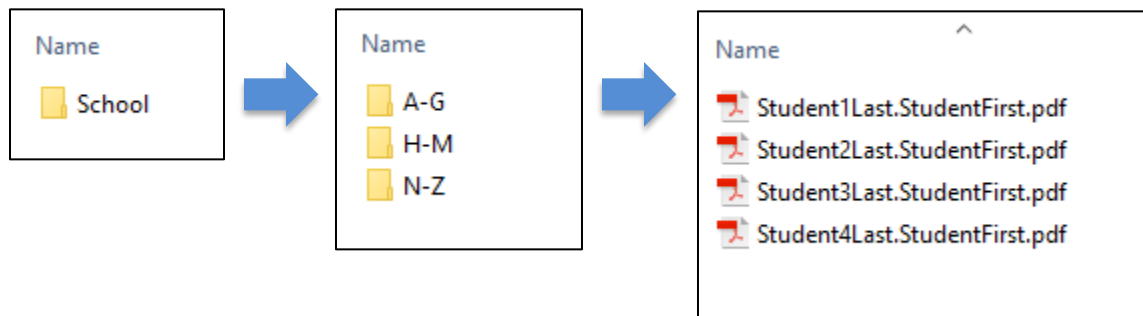 Name
School
Name
A-G
H-M
N-Z
Name
Student1Last.StudentFirst.pdf
Student2Last.StudentFirst.pdf
Student3Last.StudentFirst.pdf
Student4Last.StudentFirst.pdf